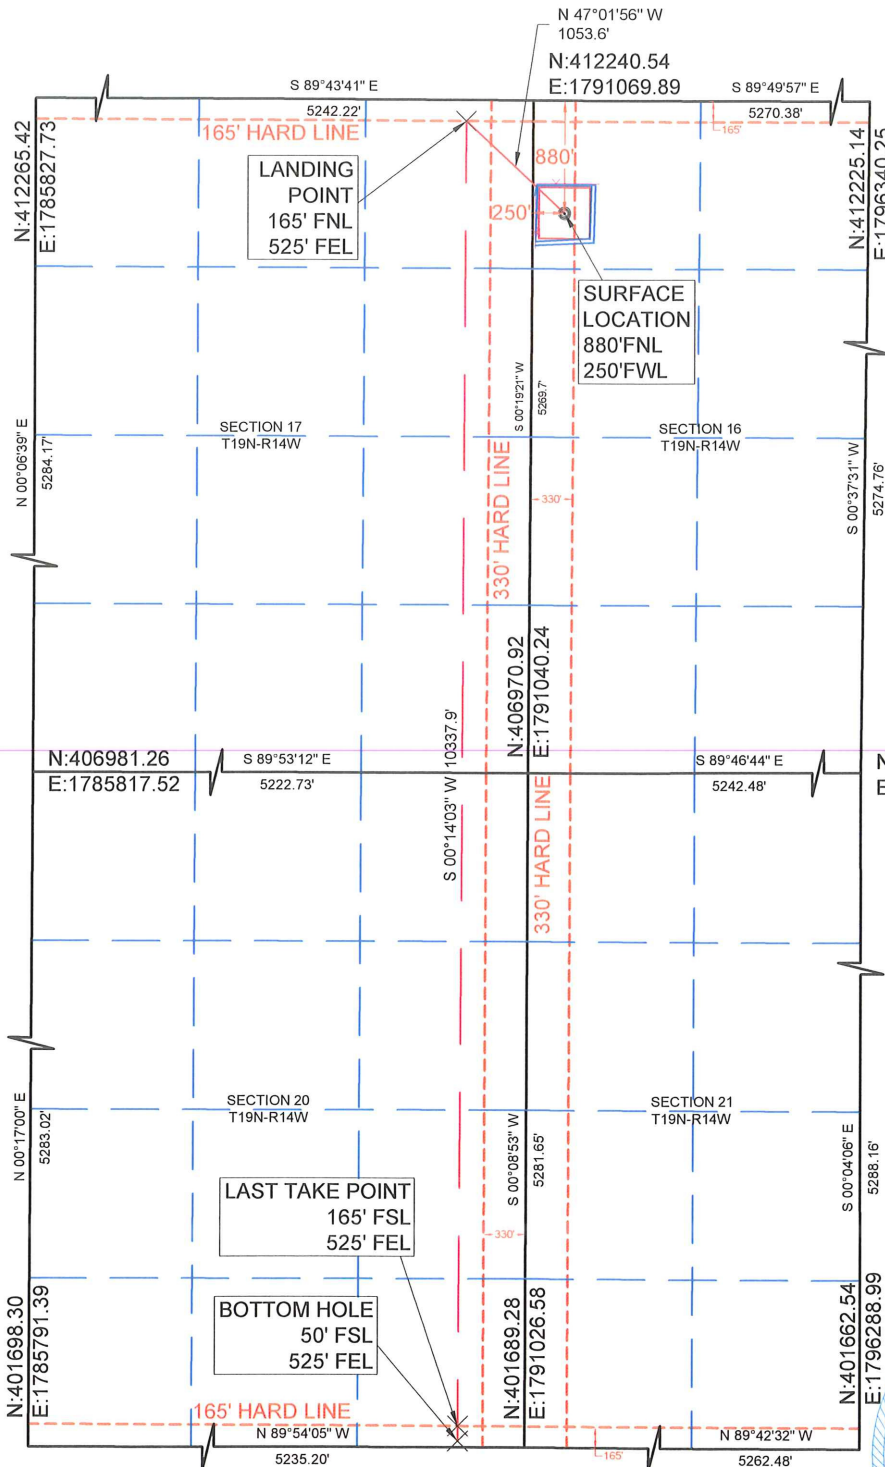 N 47°01'56" W
1053.6'
N:412240.54
E:1791069.89
S 89°43'41" E
5242.22'
S 89°49'57" E
5270.38'
165'
165' HARD LINE
N:412265.42
E:1785827.73
LANDING
POINT
165' FNL
525' FEL
880'
250'
N:412225.14
E:1796340.25
SURFACE
LOCATION
880'FNL
250'FWL
S 00°19'21" W
5269.7'
N 00°06'39" E
5284.17'
SECTION 17
T19N-R14W
SECTION 16
T19N-R14W
S 00°37'31" W
5274.76'
330' HARD LINE
330'
N:406970.92
E:1791040.24
S 00°14'03" W 10337.9'
N:406981.26
E:1785817.52
S 89°53'12" E
5222.73'
S 89°46'44" E
5242.48'
N
E
330' HARD LINE
SECTION 20
T19N-R14W
SECTION 21
T19N-R14W
N 00°17'00" E
5283.02'
S 00°08'53" W
5281.65'
S 00°04'06" E
5288.16'
LAST TAKE POINT
165' FSL
525' FEL
330'
BOTTOM HOLE
50' FSL
525' FEL
N:401698.30
E:1785791.39
N:401689.28
E:1791026.58
N:401662.54
E:1796288.99
165' HARD LINE
N 89°54'05" W
5235.20'
165'
N 89°42'32" W
5262.48'